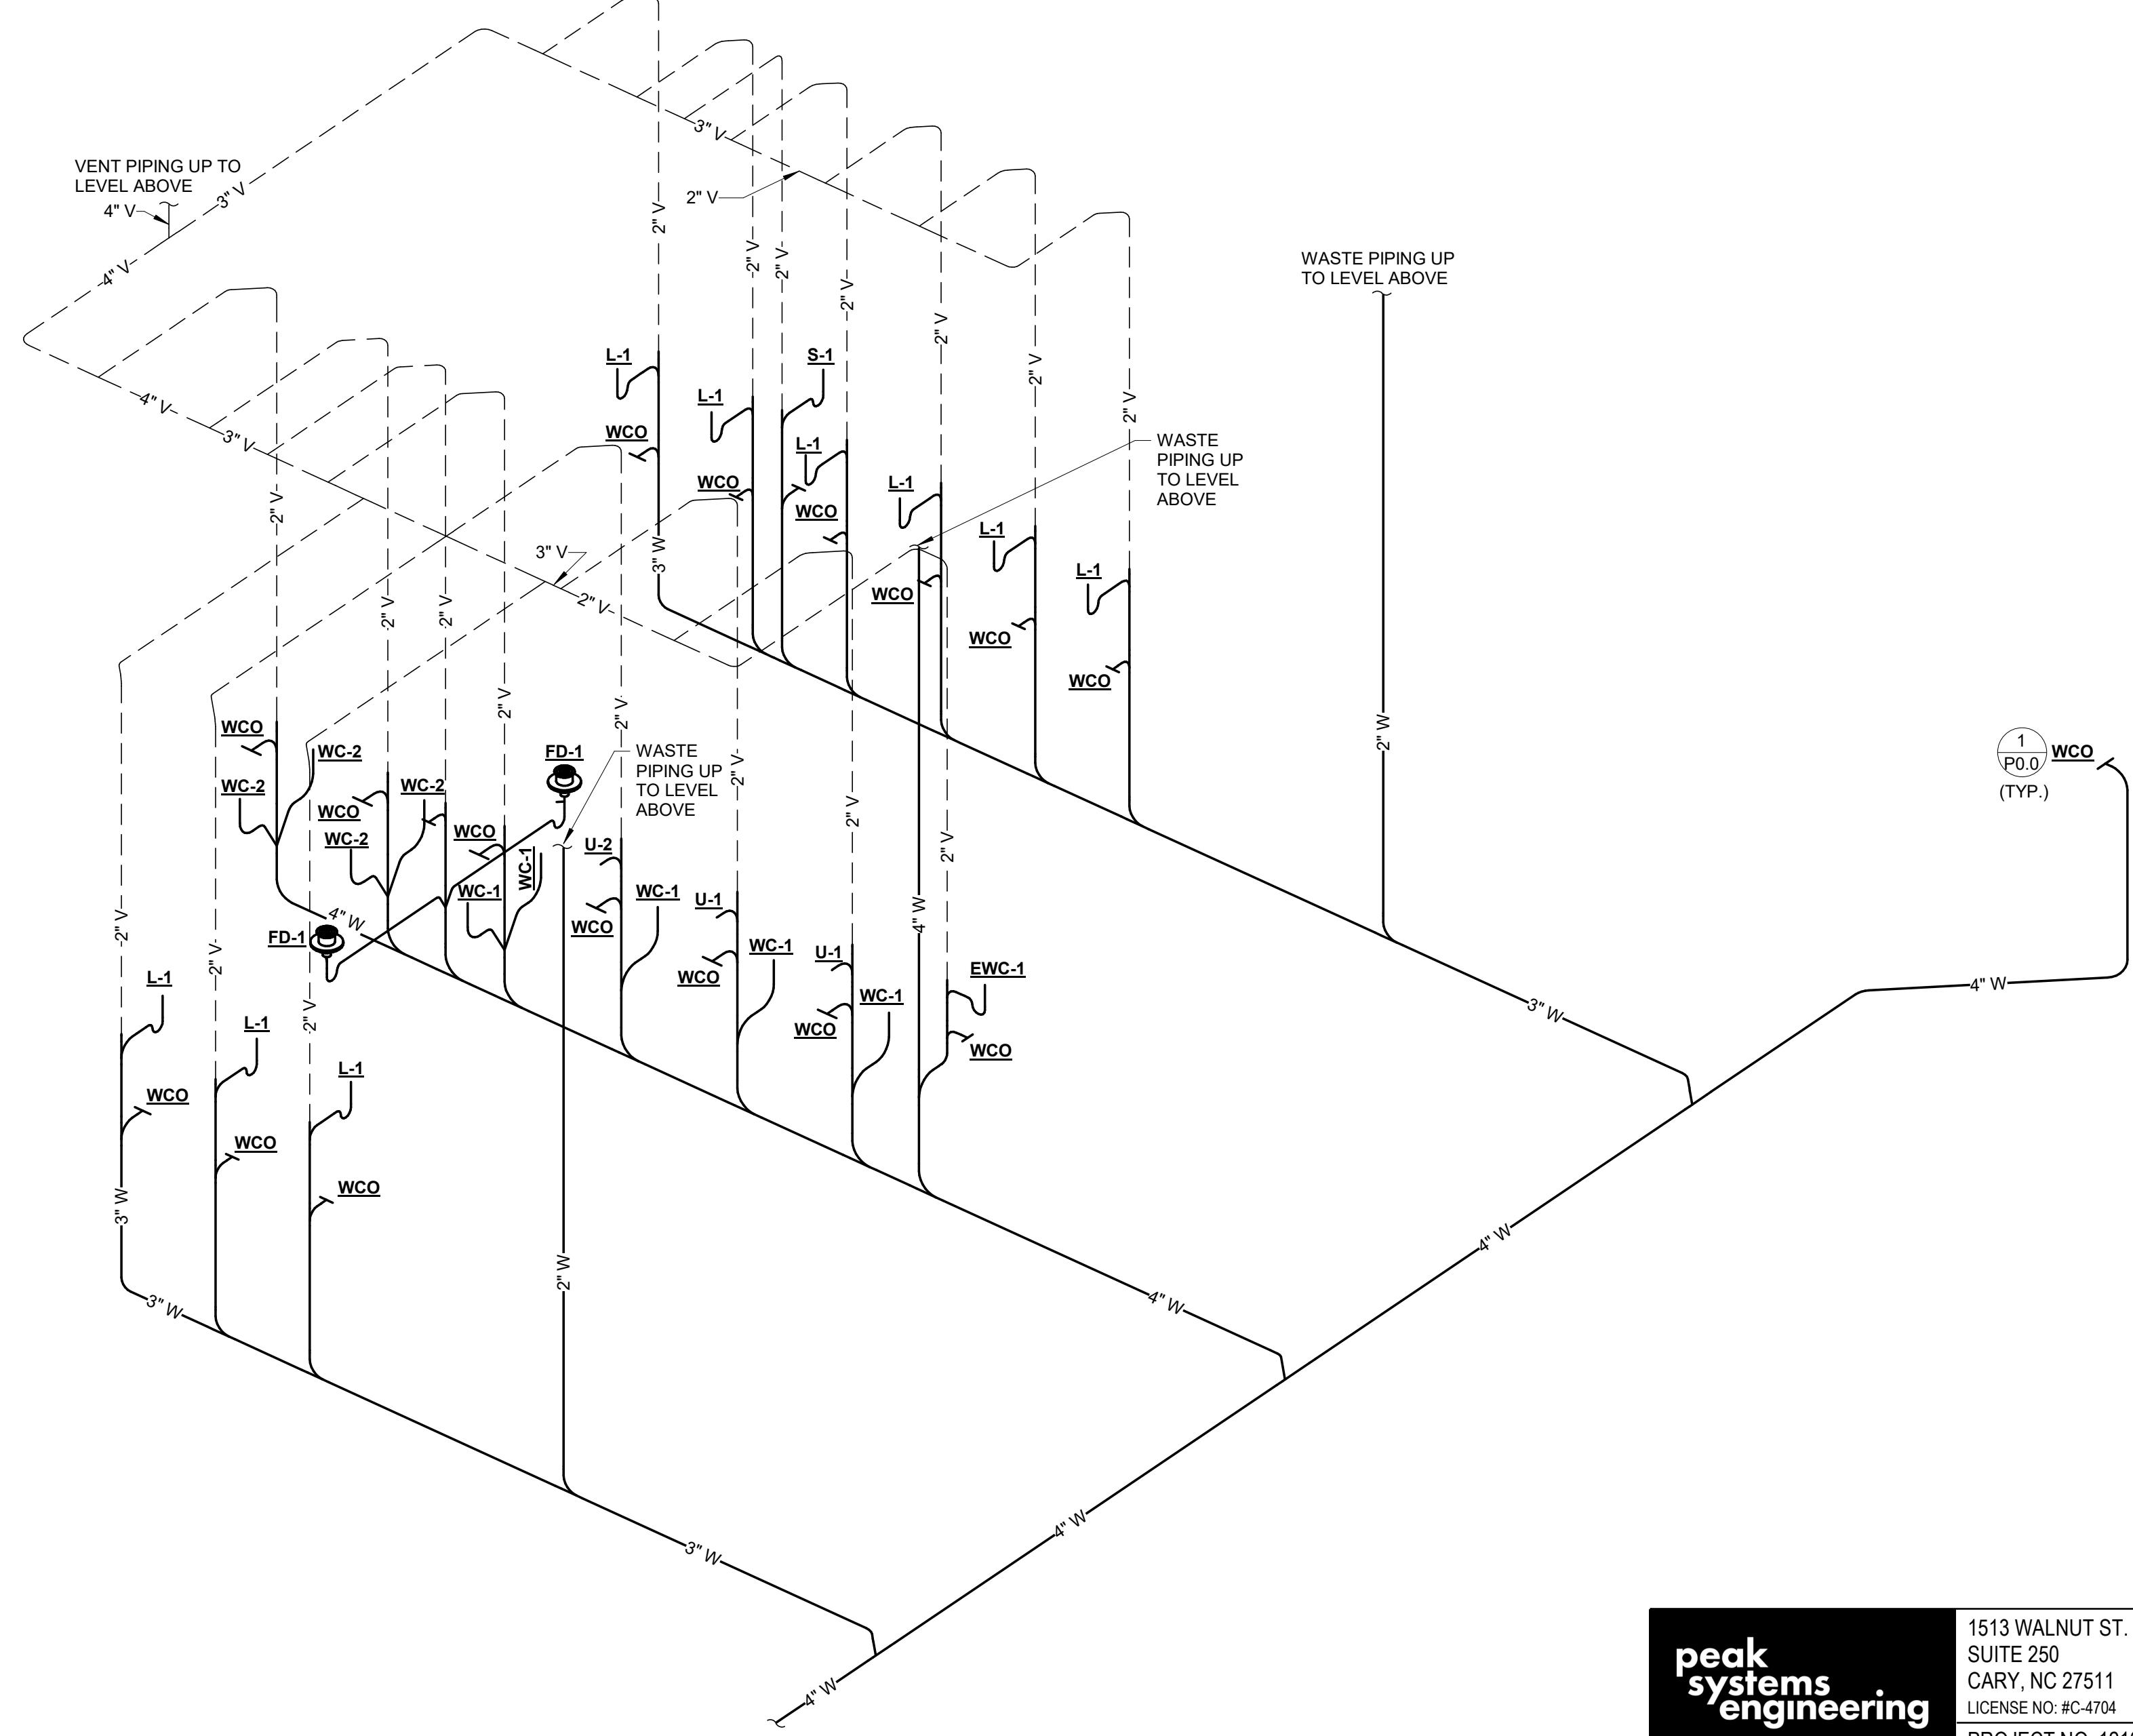 3" V
VENT PIPING UP TO
LEVEL ABOVE
3" V
4" V
2" V
2" V
4" V
2" V
2" V
WASTE PIPING UP
TO LEVEL ABOVE
2" V
2" V
L-1
S-1
2" V
L-1
4" V
2" V
WCO
3" V
L-1
WASTE
PIPING UP
TO LEVEL
ABOVE
WCO
L-1
2" V
WCO
L-1
3" V
3" W
L-1
WCO
2" V
2" V
2" V
WCO
WCO
2" V
2" V
WCO
WC-2
FD-1
WASTE
PIPING UP
TO LEVEL
ABOVE
2" V
2" W
1
P0.0
WCO
(TYP.)
WC-2
WC-2
WCO
WCO
2" V
WC-2
U-2
2" V
WC-1
WC-1
WC-1
U-1
4" W
4" W
2" V
WCO
FD-1
WC-1
U-1
2" V
WCO
EWC-1
L-1
WC-1
4" W
2" V
3" W
L-1
WCO
WCO
L-1
WCO
WCO
WCO
3" W
4" W
2" W
3" W
4" W
4" W
3" W
4" W
peak
systems
engineering
1513 WALNUT ST.
SUITE 250
CARY, NC 27511
LICENSE NO: #C-4704